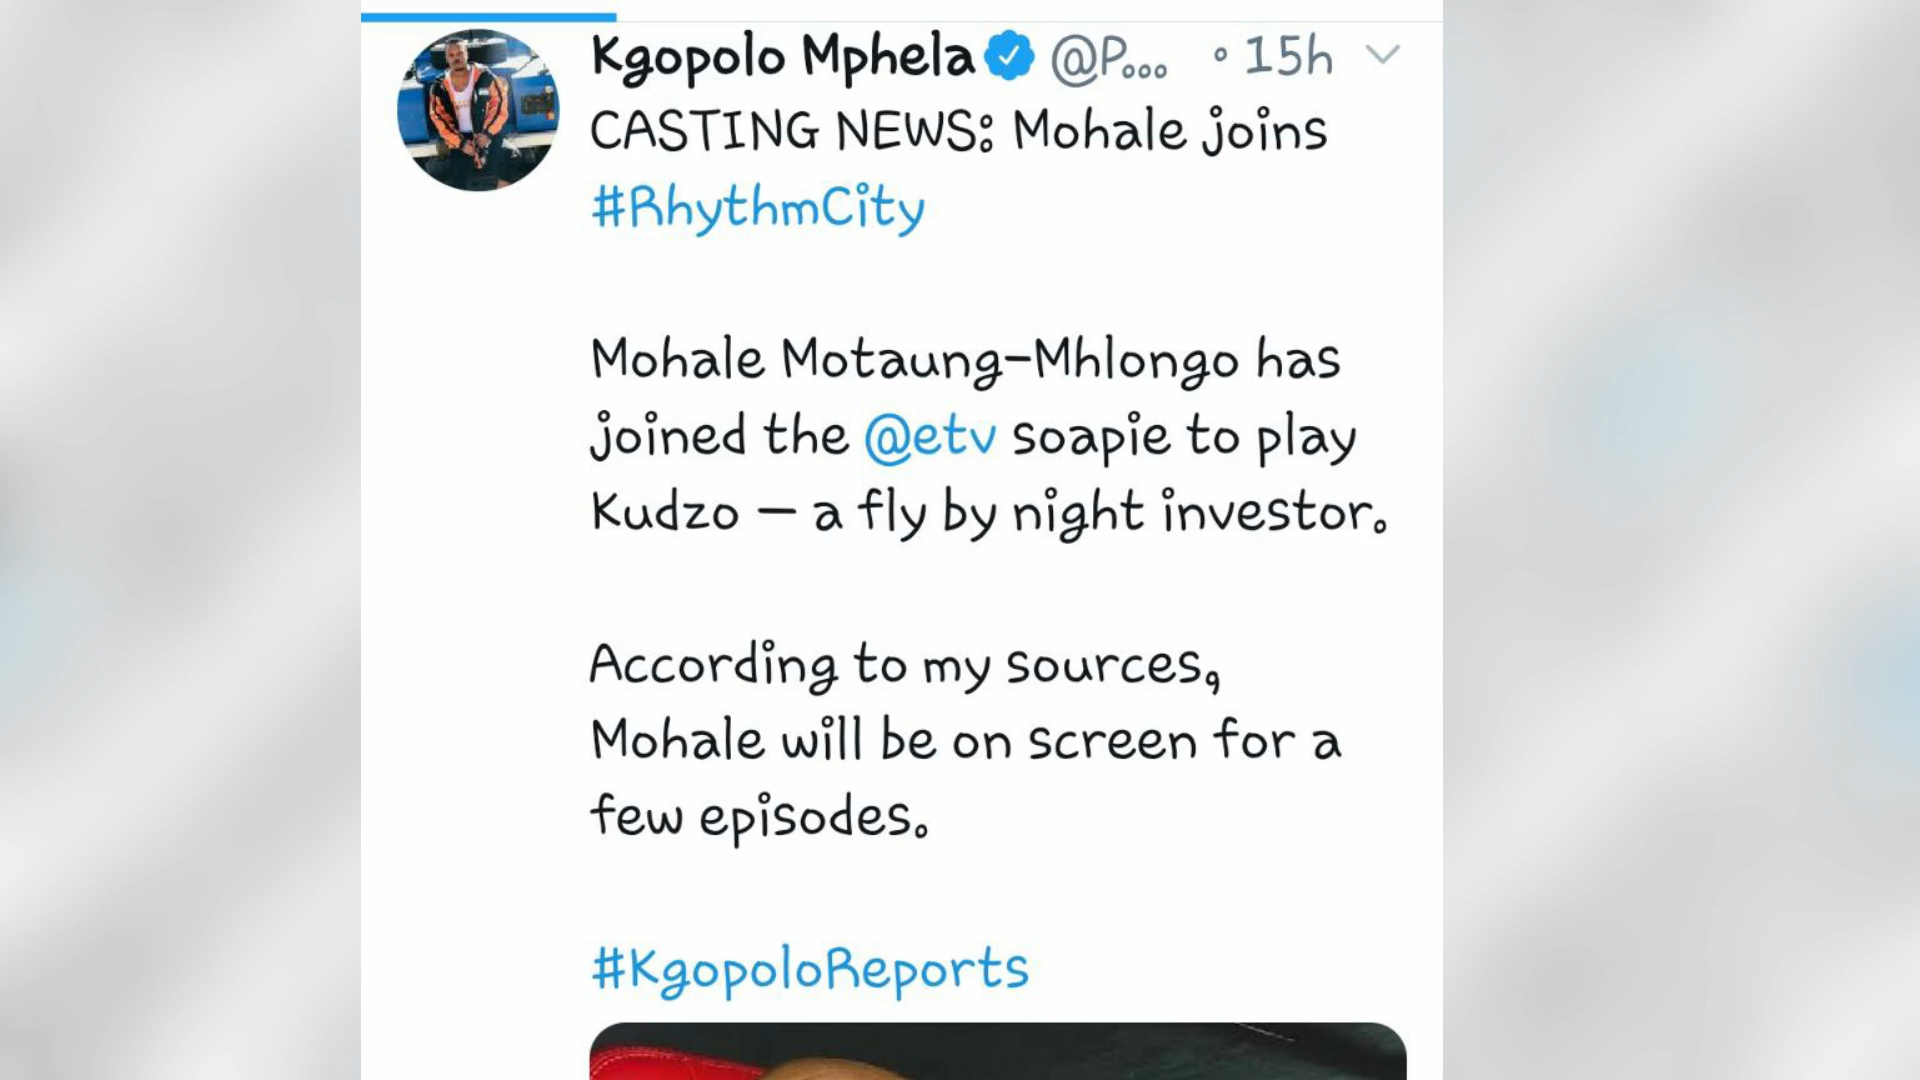 Kgopolo Mphela @P... • 15h
CASTING NEWS: Mohale joins
#RhythmCity
Mohale Motaung-Mhlongo has
joined the @etv soapie to play
Kudzo — a fly by night investor.
According to my sources,
Mohale will be on screen for a
few episodes.
#KgopoloReports